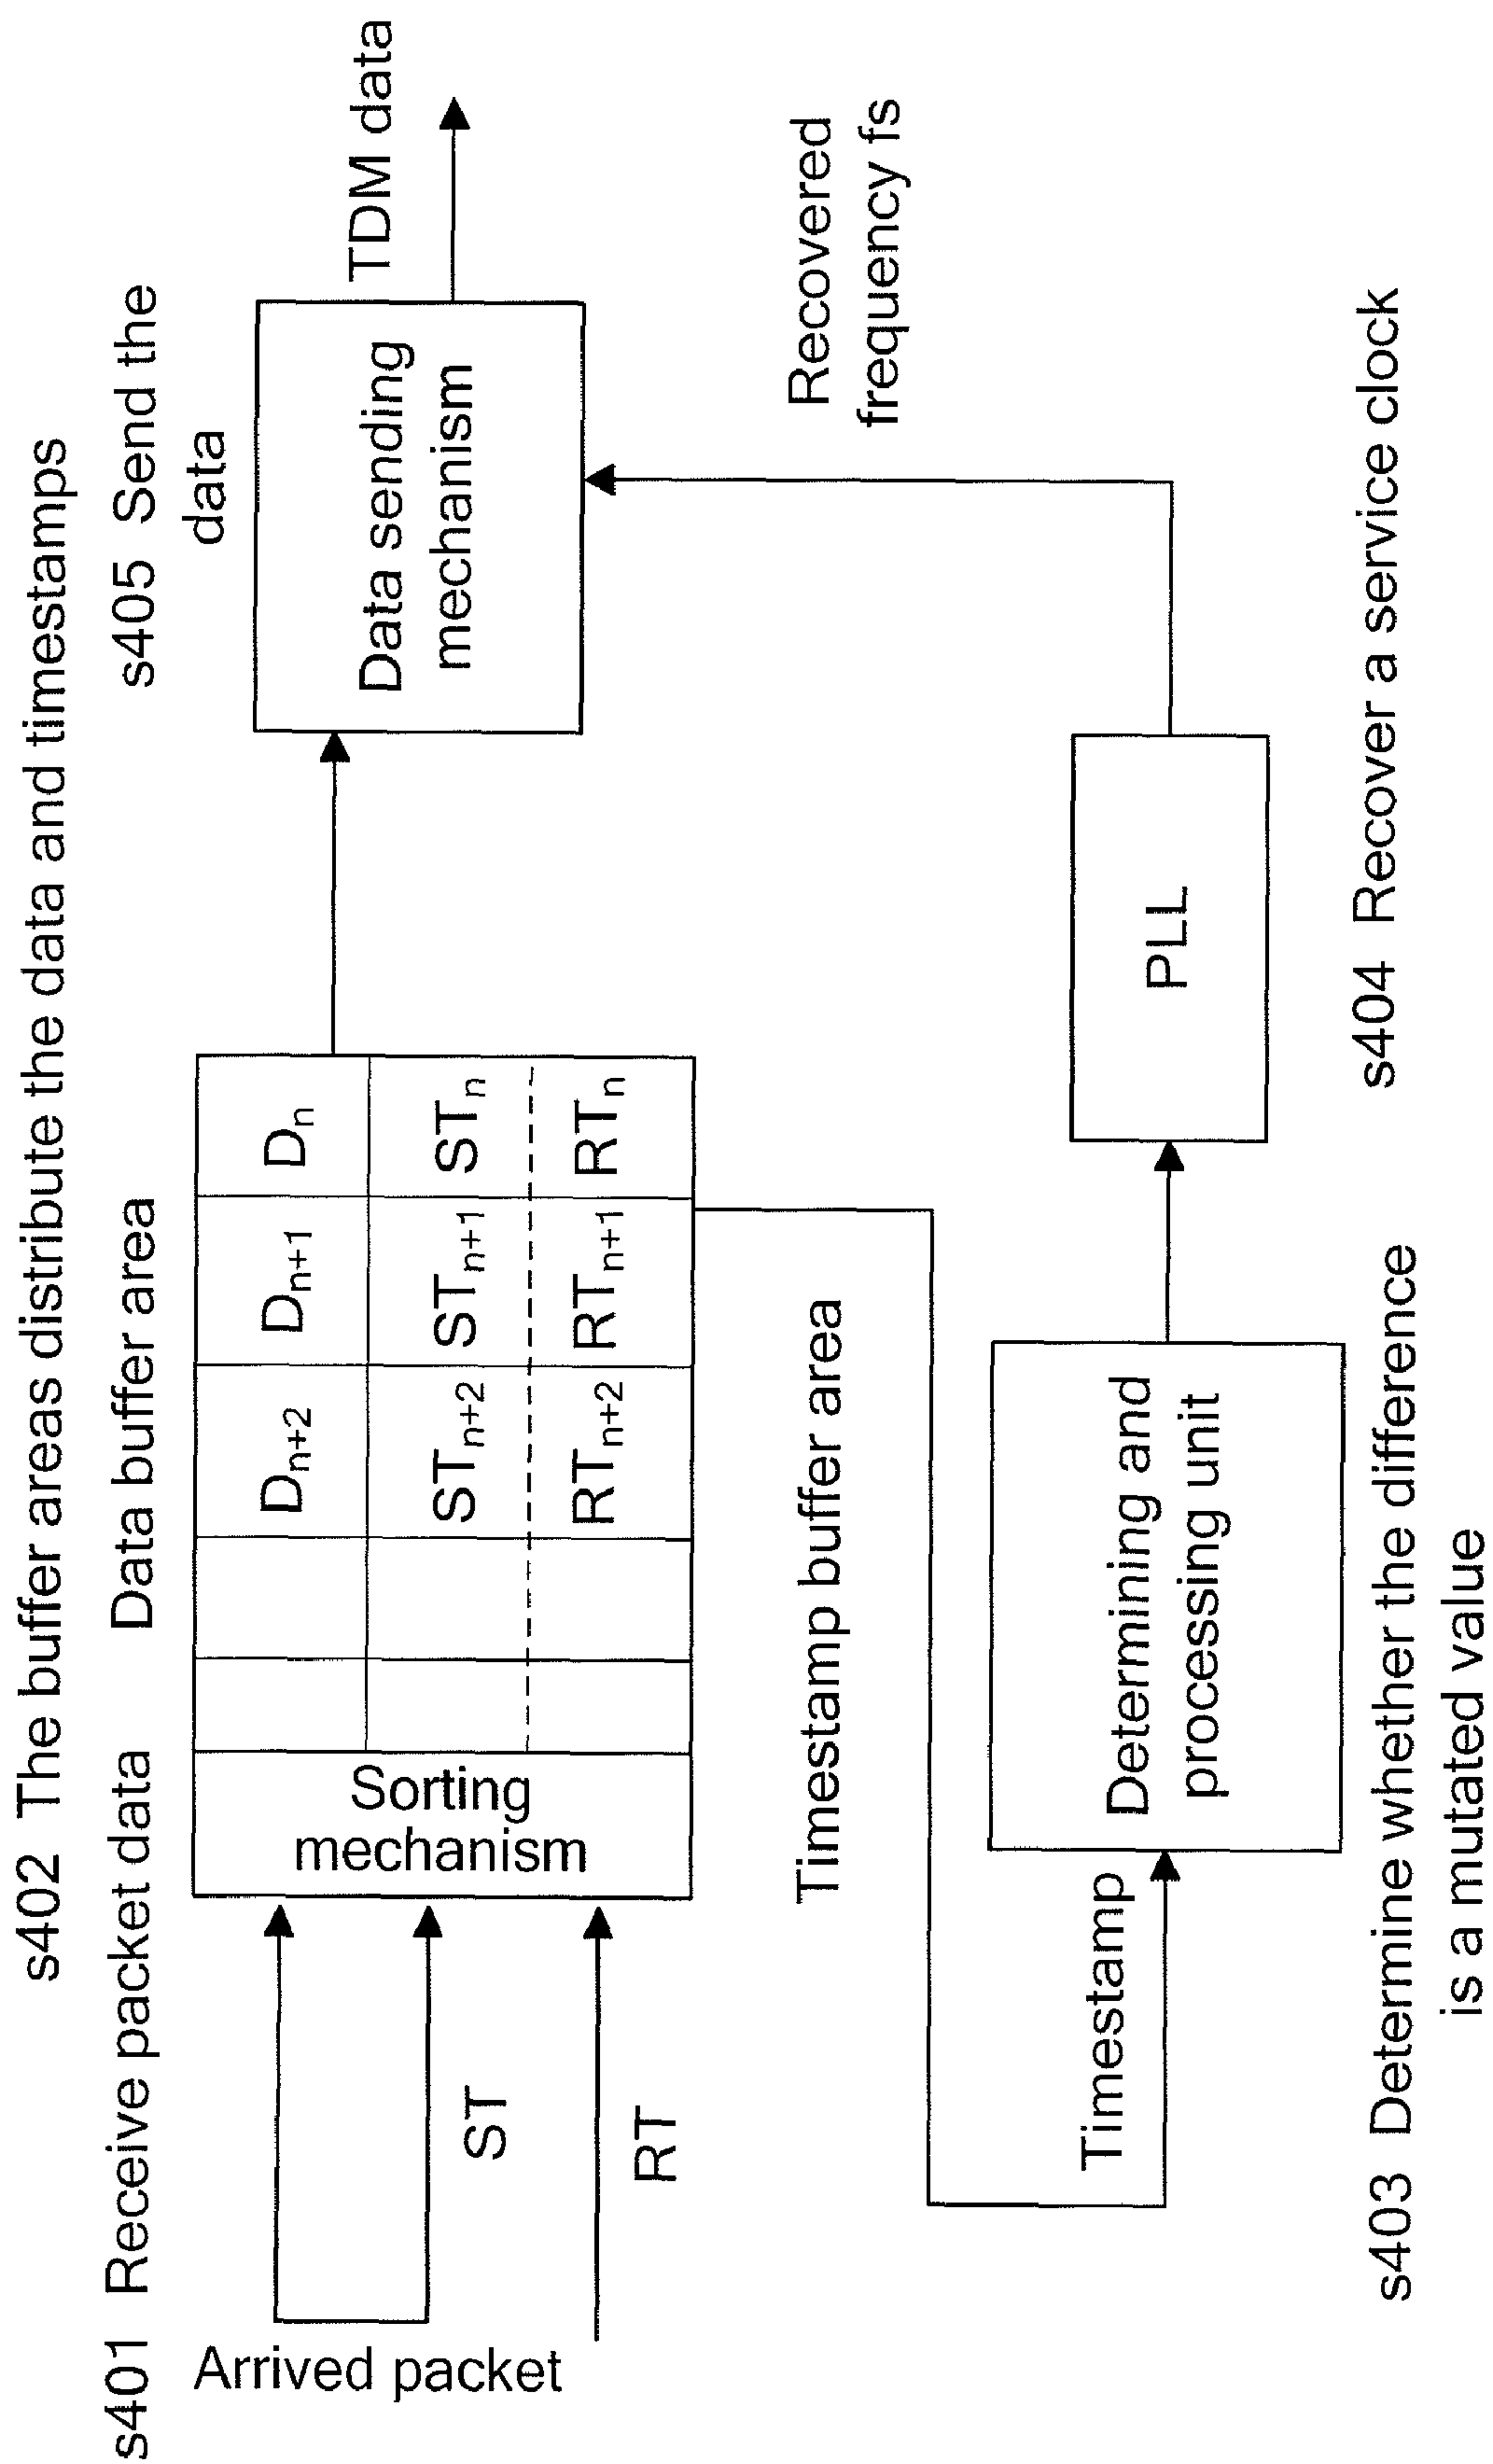 s402 The buffer areas distribute the data and timestamps
s401 Receive packet data
Data buffer area
s405 Send the
data
Arrived packet
ST
RT
Sorting
mechanism
Dn+2
Dn+1
Dn
STn+2
STn+1
STn
RTn+2
RTn+1
RTn
Data sending
mechanism
TDM data
Timestamp buffer area
Recovered
frequency fs
Timestamp
Determining and
processing unit
PLL
s403 Determine whether the difference
is a mutated value
s404 Recover a service clock